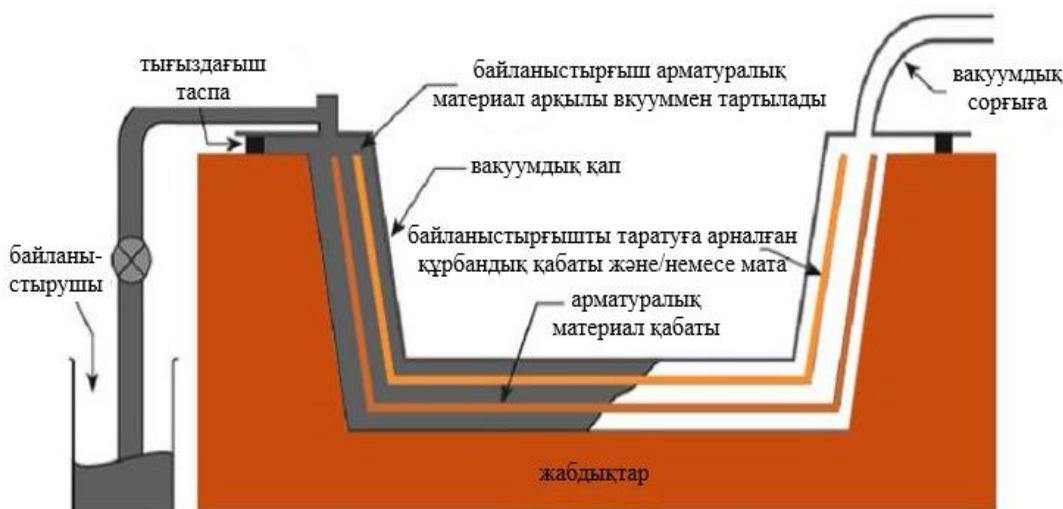 тығыздағыш
таспа
байланыстырғыш арматуралық
материал арқылы вкууммен тартылады
вакуумдық
сорғыға
вакуумдық қап
байланыстырғышты таратуға арналған
құрбандық қабаты және/немесе мата
байланы-
стырушы
арматуралық
материал қабаты
жабдықтар